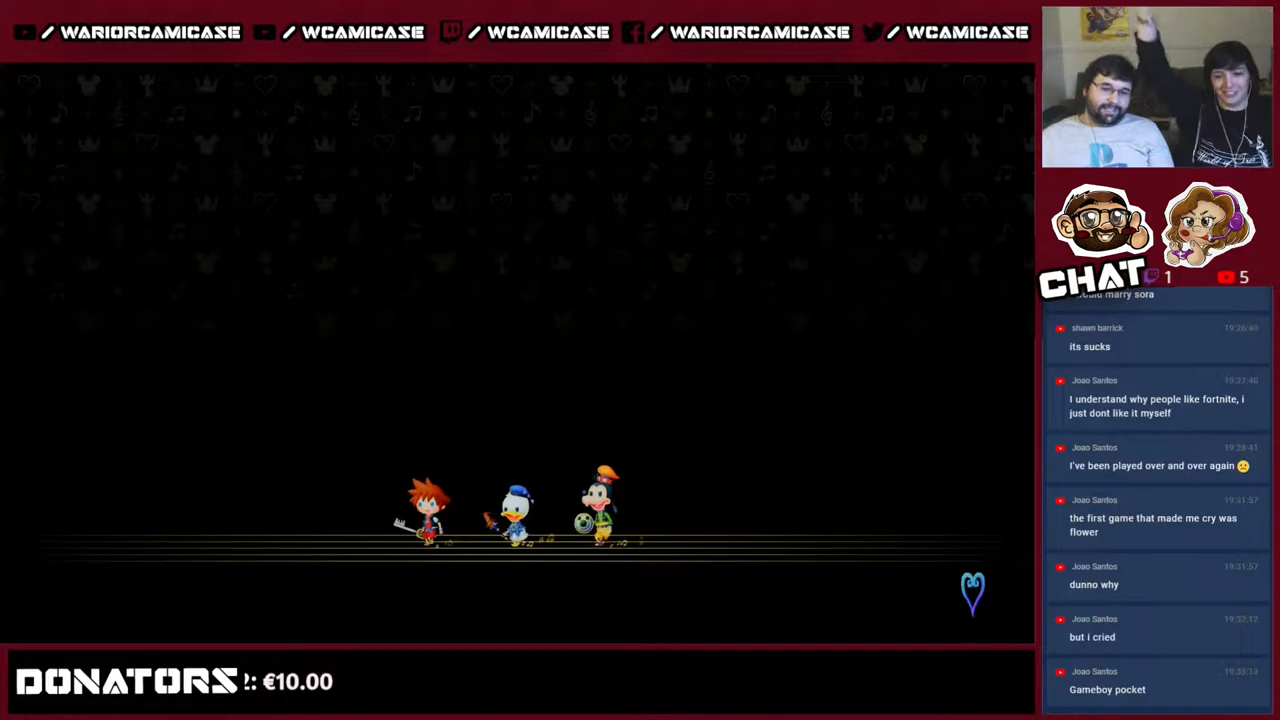 / WARIORCAMICASE / WCAMICASE / WCAMICASE / WARIORCAMICASE / WCAMICASE
CHAT 1 5
would marry sora
shawn barrick 19:26:40
its sucks
Joao Santos 19:27:40
I understand why people like fortnite, i
just dont like it myself
Joao Santos 19:28:41
I've been played over and over again
Joao Santos 19:31:57
the first game that made me cry was
flower
Joao Santos 19:31:57
dunno why
Joao Santos 19:32:12
but i cried
Joao Santos 19:33:13
Gameboy pocket
DONATORS : €10.00